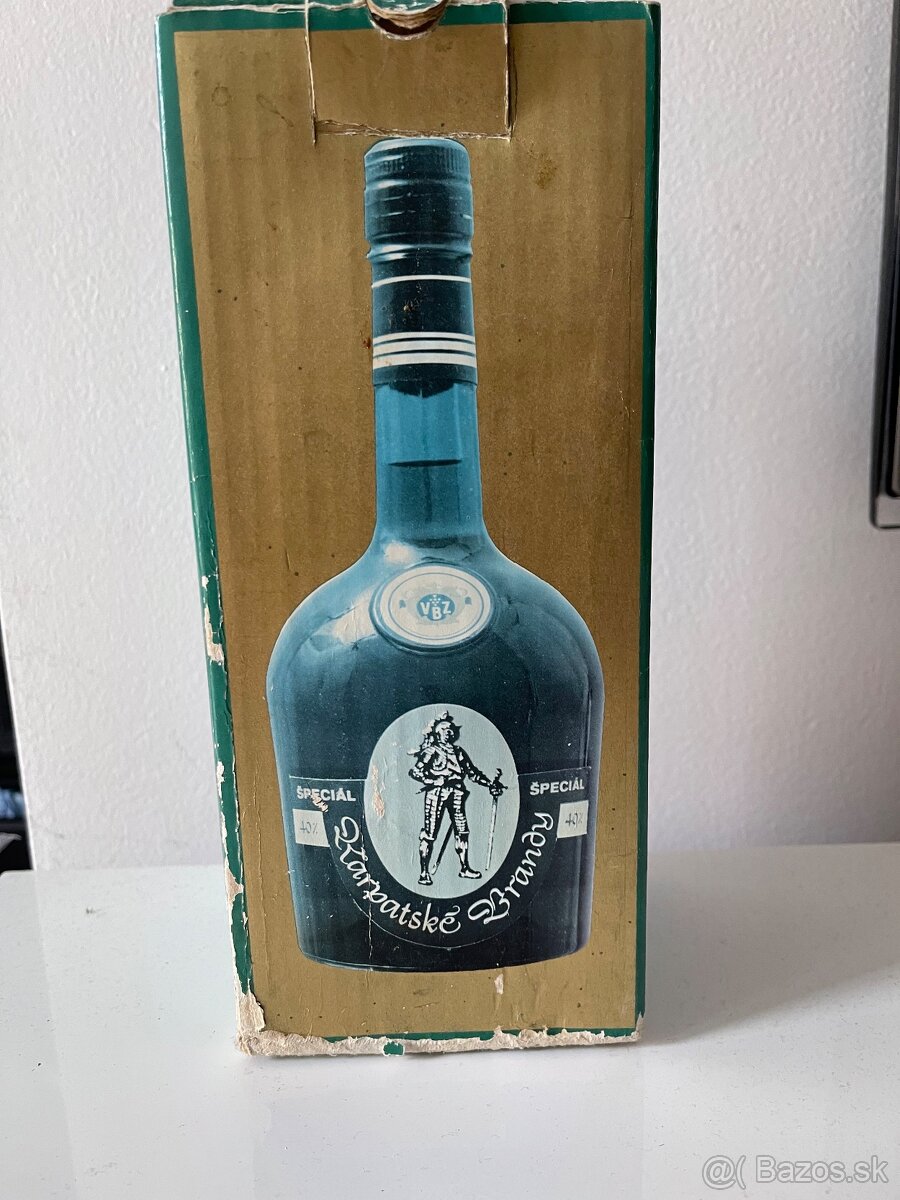 VBZ
ŠPECIÁL
ŠPECIÁL
40%
40%
Karpatské Brandy
@( Bazos.sk